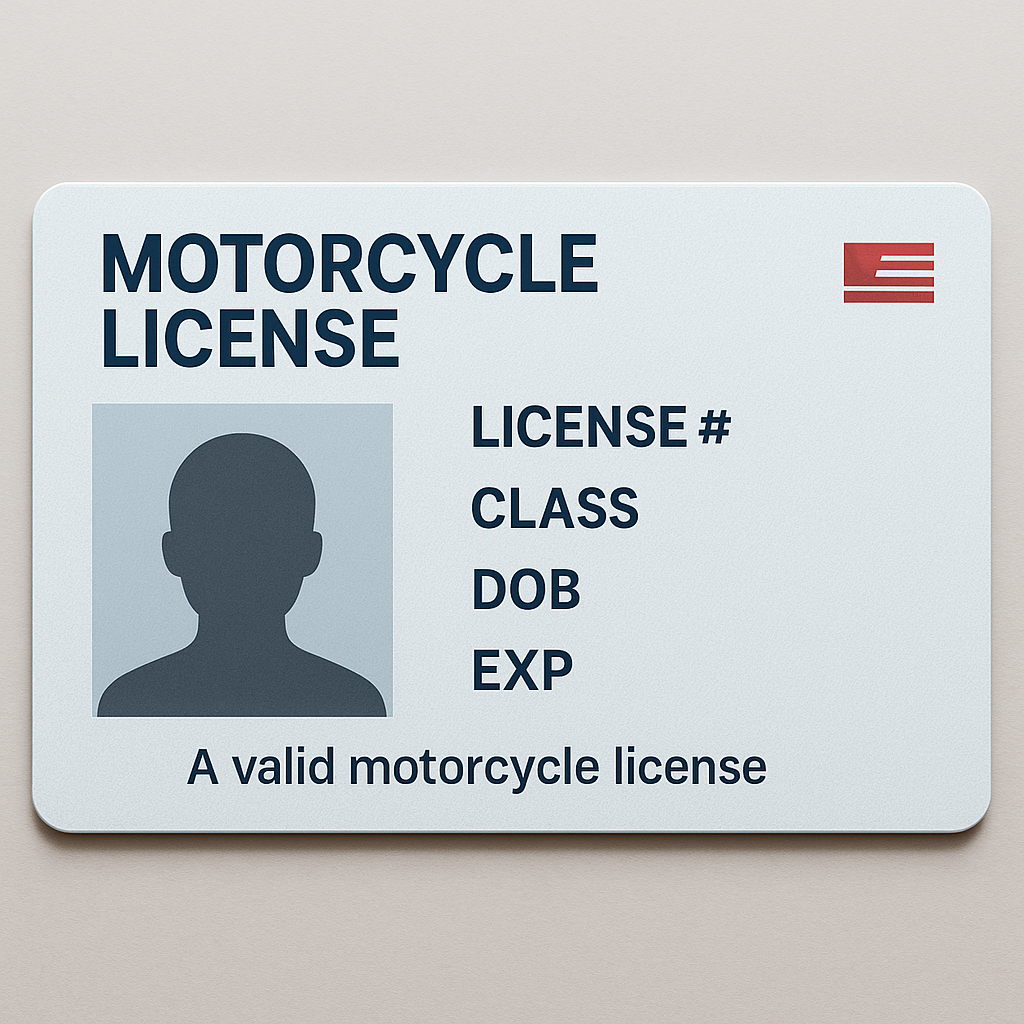 MOTORCYCLE
LICENSE
LICENSE #
CLASS
DOB
EXP
A valid motorcycle license